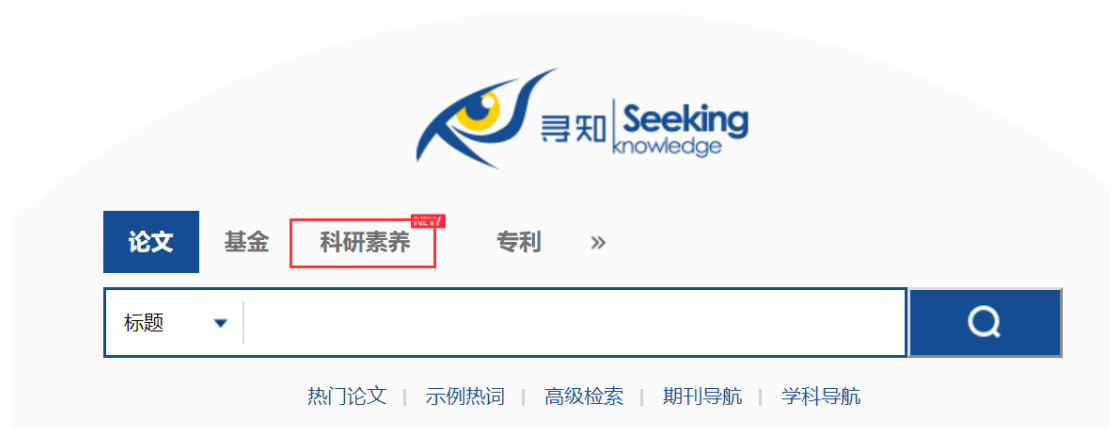 寻知 Seeking
knowledge
NEW
论文 基金 科研素养 专利 »
标题
热门论文 | 示例热词 | 高级检索 | 期刊导航 | 学科导航